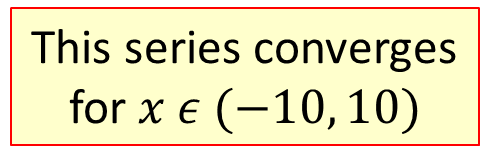 This series converges
for 𝑥 𝜖 (−10, 10)